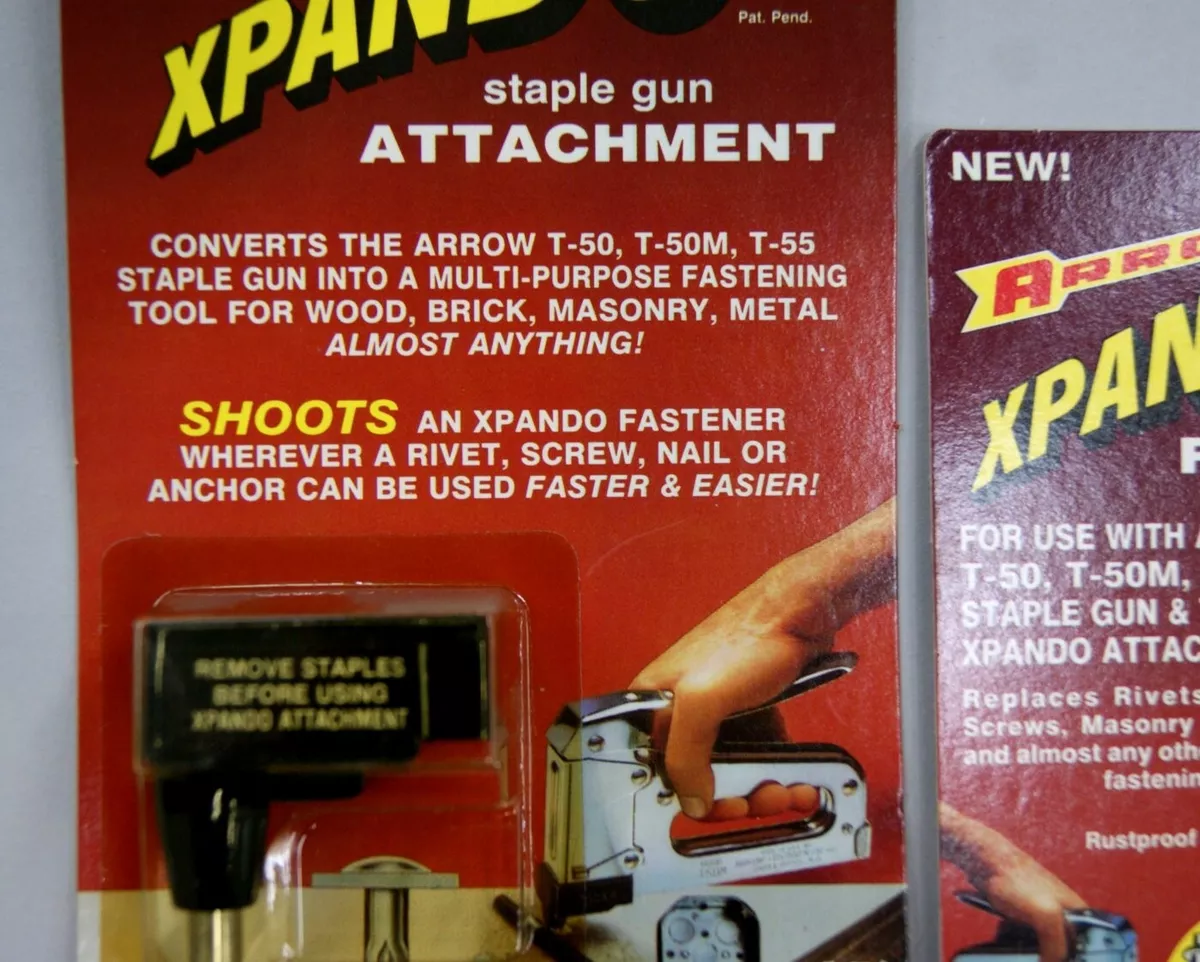 XPANDO
Pat. Pend.
staple gun
ATTACHMENT
CONVERTS THE ARROW T-50, T-50M, T-55
STAPLE GUN INTO A MULTI-PURPOSE FASTENING
TOOL FOR WOOD, BRICK, MASONRY, METAL
ALMOST ANYTHING!
SHOOTS AN XPANDO FASTENER
WHEREVER A RIVET, SCREW, NAIL OR
ANCHOR CAN BE USED FASTER & EASIER!
REMOVE STAPLES
BEFORE USING
XPANDO ATTACHMENT
NEW!
ARRO
XPAN
F
FOR USE WITH A
T-50, T-50M,
STAPLE GUN &
XPANDO ATTAC
Replaces Rivets
Screws, Masonry
and almost any oth
fastenin
Rustproof